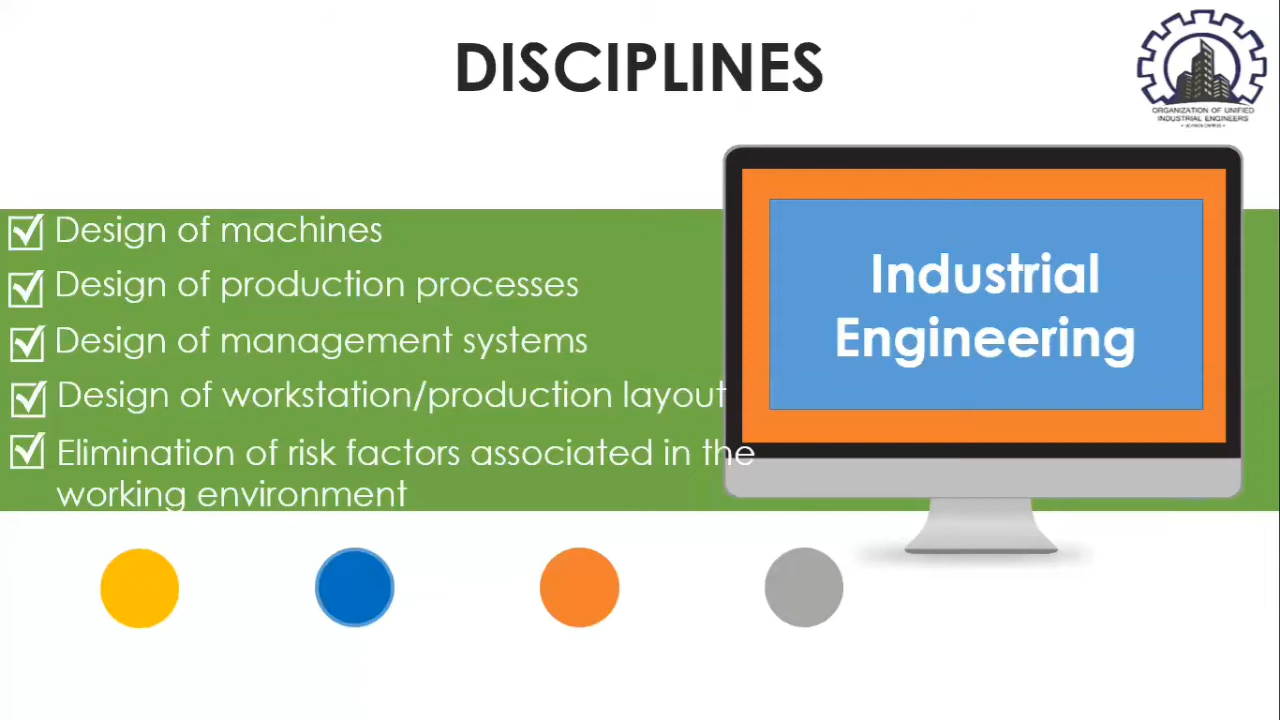 DISCIPLINES
ORGANIZATION OF UNIFIED
INDUSTRIAL ENGINEERS
Design of machines
Design of production processes
Design of management systems
Design of workstation/production layout
Elimination of risk factors associated in the
working environment
Industrial
Engineering